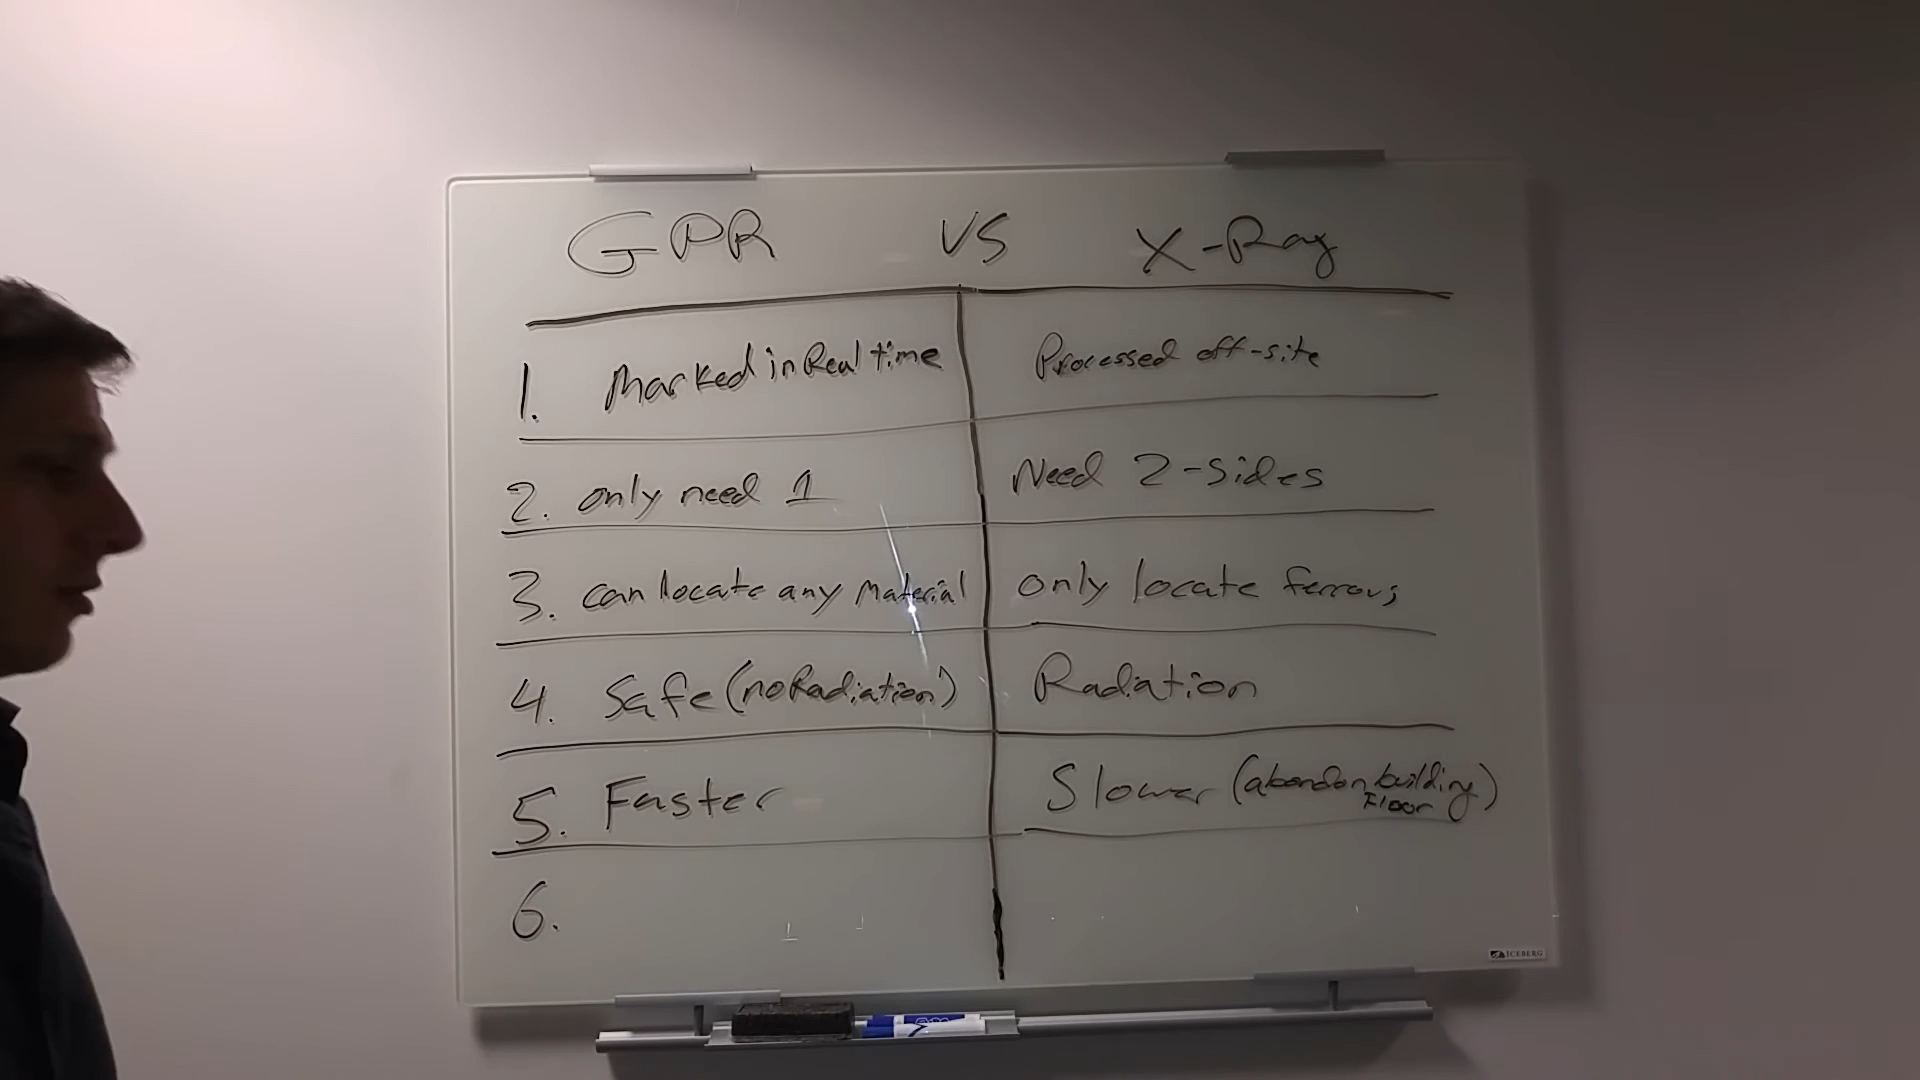 GPR VS X-Ray
1. Marked in Real time Processed off-site
2. only need 1 Need 2-sides
3. can locate any Material only locate ferrous
4. Safe (no Radiation) Radiation
5. Faster Slower (abandon building
Floor)
6.
ICEBERG